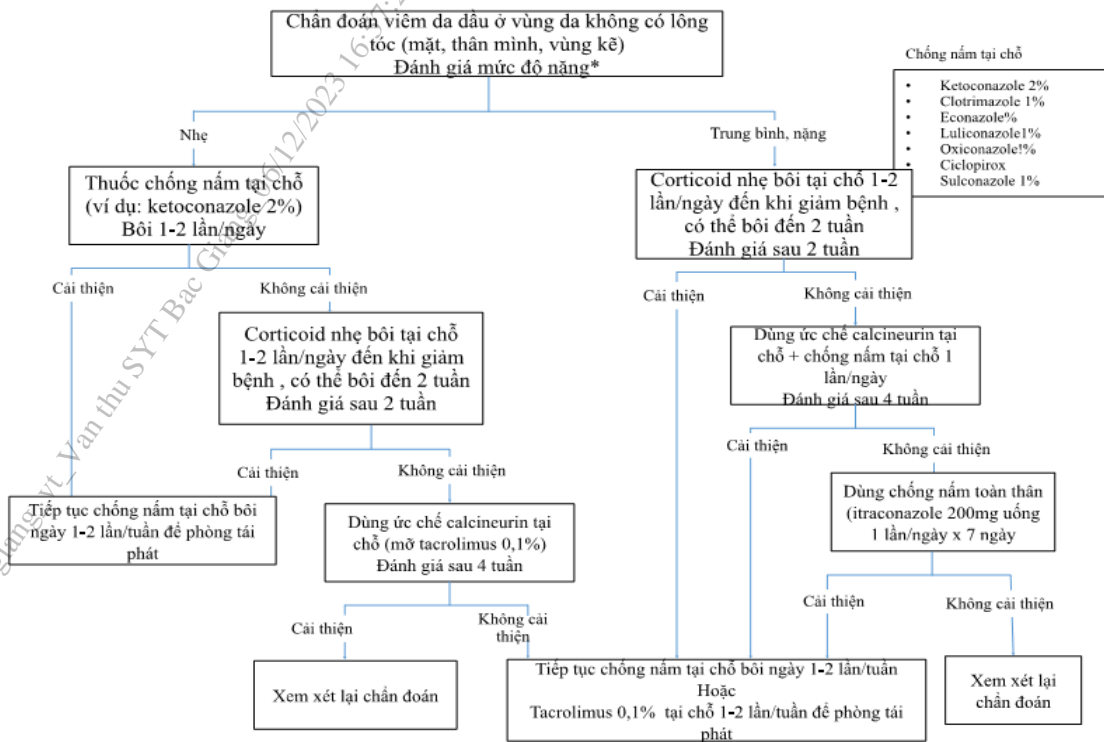 Chẩn đoán viêm da dầu ở vùng da không có lông
tóc (mặt, thân mình, vùng kẽ)
Đánh giá mức độ nặng*
Chống nấm tại chỗ
• Ketoconazole 2%
• Clotrimazole 1%
• Econazole%
• Luliconazole1%
• Oxiconazole!%
• Ciclopirox
Sulconazole 1%
Nhẹ
Trung bình, nặng
Thuốc chống nấm tại chỗ
(ví dụ: ketoconazole 2%)
Bôi 1-2 lần/ngày
Corticoid nhẹ bôi tại chỗ 1-2
lần/ngày đến khi giảm bệnh ,
có thể bôi đến 2 tuần
Đánh giá sau 2 tuần
Cải thiện
Không cải thiện
Cải thiện
Không cải thiện
Corticoid nhẹ bôi tại chỗ
1-2 lần/ngày đến khi giảm
bệnh , có thể bôi đến 2 tuần
Đánh giá sau 2 tuần
Dùng ức chế calcineurin tại
chỗ + chống nấm tại chỗ 1
lần/ngày
Đánh giá sau 4 tuần
Cải thiện
Không cải thiện
Cải thiện
Không cải thiện
Tiếp tục chống nấm tại chỗ bôi
ngày 1-2 lần/tuần để phòng tái
phát
Dùng ức chế calcineurin tại
chỗ (mỡ tacrolimus 0,1%)
Đánh giá sau 4 tuần
Dùng chống nấm toàn thân
(itraconazole 200mg uống
1 lần/ngày x 7 ngày
Cải thiện
Không cải
thiện
Cải thiện
Không cải thiện
Xem xét lại chẩn đoán
Tiếp tục chống nấm tại chỗ bôi ngày 1-2 lần/tuần
Hoặc
Tacrolimus 0,1% tại chỗ 1-2 lần/tuần để phòng tái
phát
Xem xét lại
chẩn đoán
giang_vt_Van thu SYT Bac Giang_06/12/2023 16:57:2